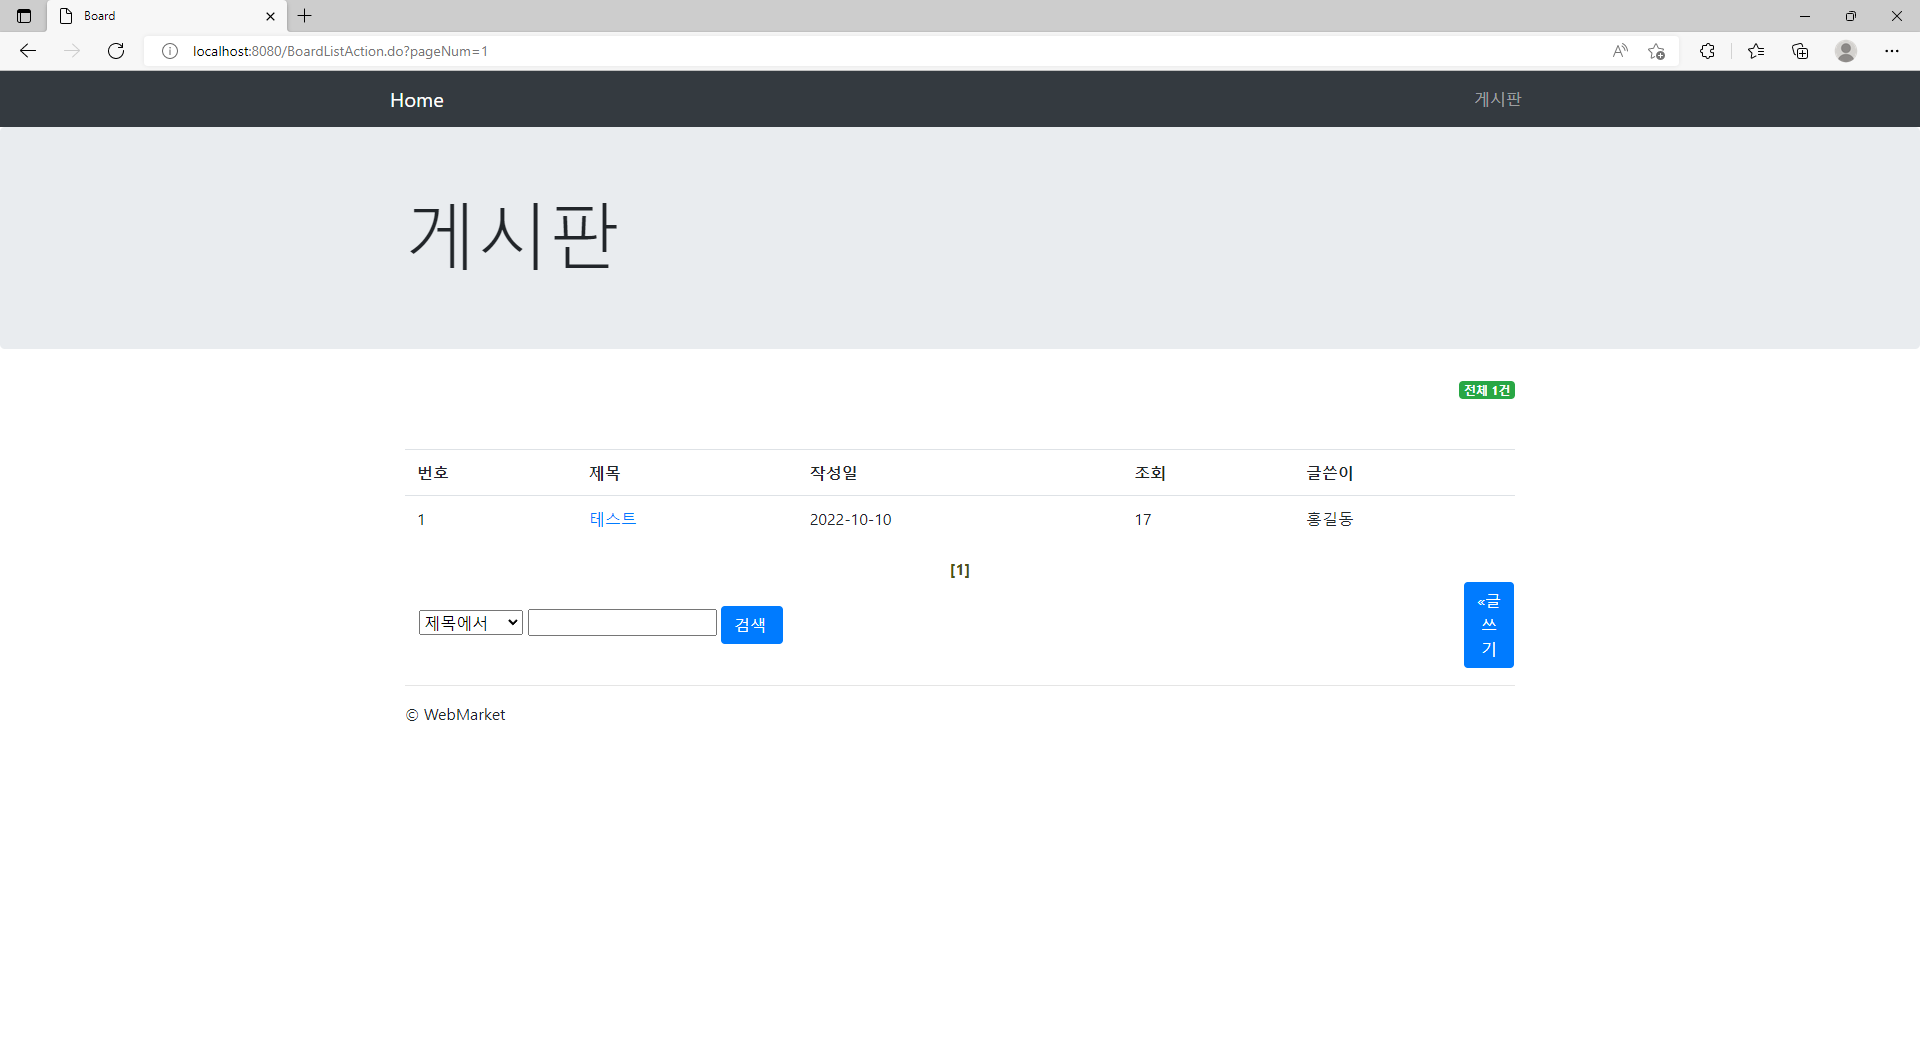 Board
localhost:8080/BoardListAction.do?pageNum=1
Home 게시판
게시판
전체 1건
번호 제목 작성일 조회 글쓴이
1 테스트 2022-10-10 17 홍길동
[1]
제목에서 검색
«글
쓰
기
© WebMarket